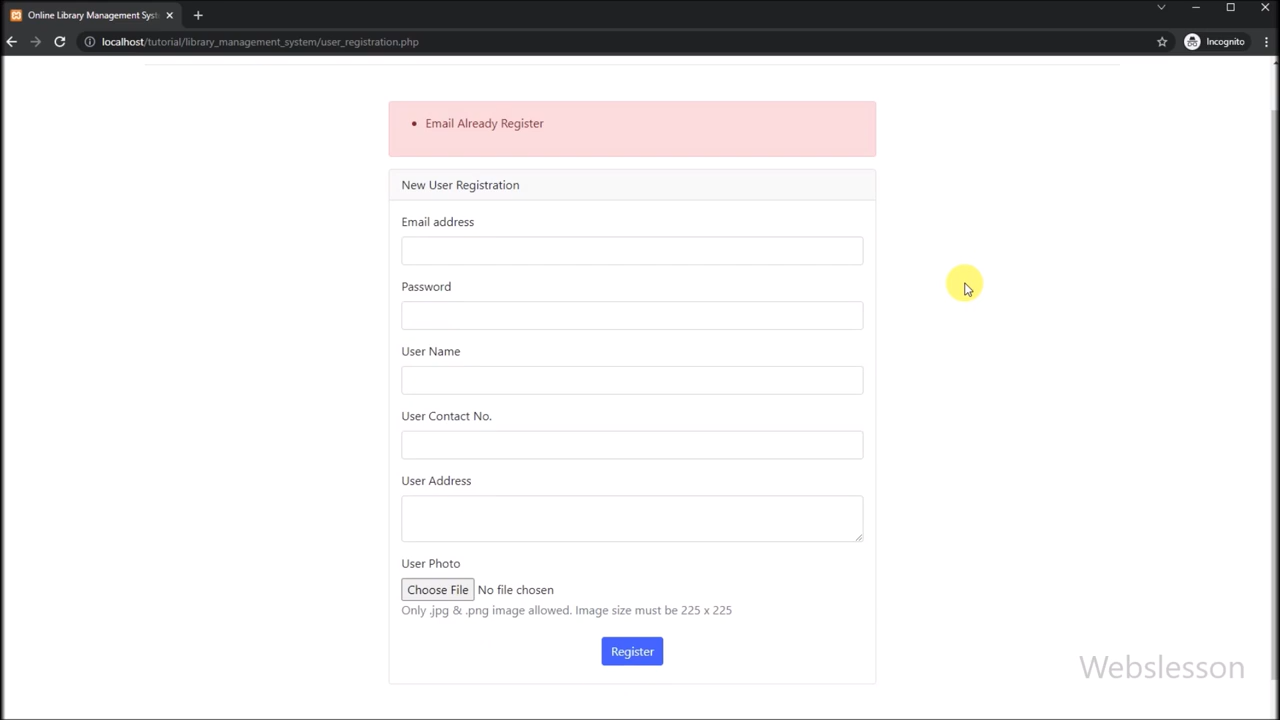 Online Library Management Syst
localhost/tutorial/library_management_system/user_registration.php
Incognito
Email Already Register
New User Registration
Email address
Password
User Name
User Contact No.
User Address
User Photo
Choose File No file chosen
Only .jpg & .png image allowed. Image size must be 225 x 225
Register
Webslesson